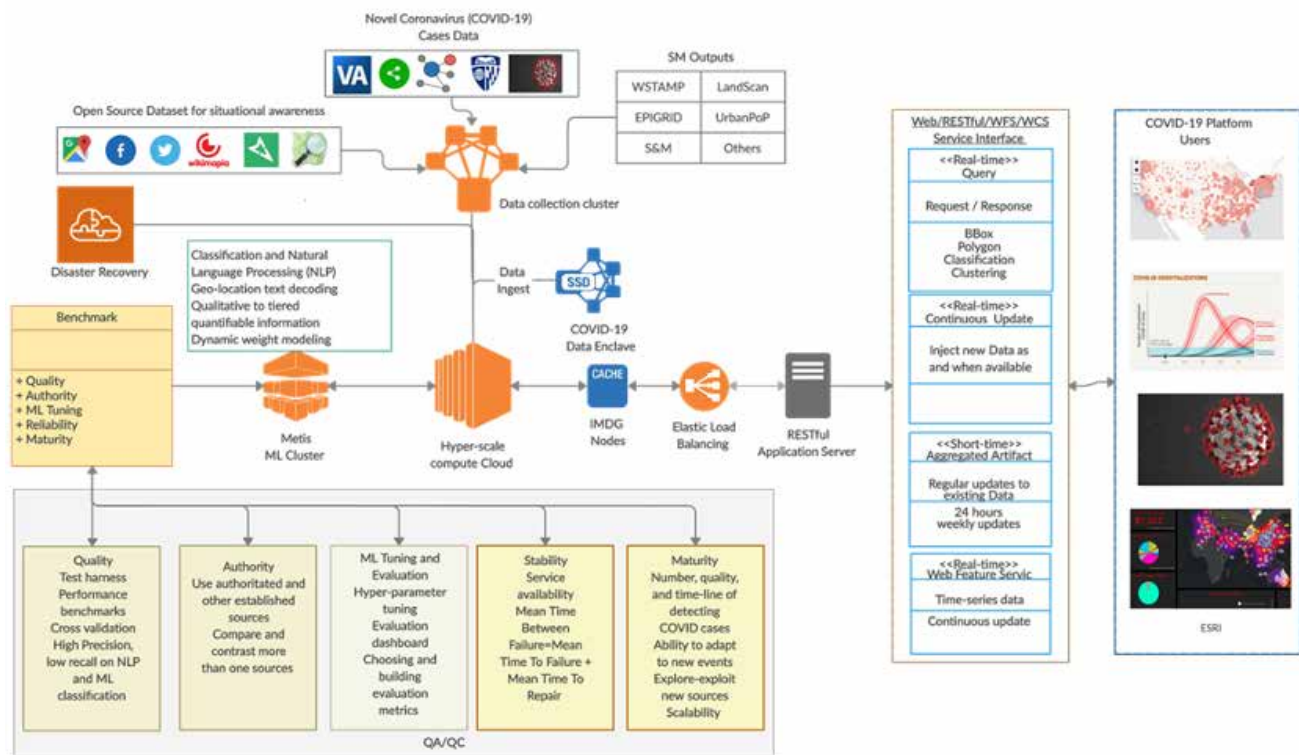 Novel Coronavirus (COVID-19)
Cases Data
VA
SM Outputs
WSTAMP
LandScan
EPIGRID
UrbanPoP
S&M
Others
Open Source Dataset for situational awareness
wikimapia
Data collection cluster
Disaster Recovery
Classification and Natural
Language Processing (NLP)
Geo-location text decoding
Qualitative to tiered
quantifiable information
Dynamic weight modeling
Data
Ingest
SSD
COVID-19
Data Enclave
Benchmark
+ Quality
+ Authority
+ ML Tuning
+ Reliability
+ Maturity
Metis
ML Cluster
Hyper-scale
compute Cloud
CACHE
IMDG
Nodes
Elastic Load
Balancing
RESTful
Application Server
Web/RESTful/WFS/WCS
Service Interface
<<Real-time>>
Query
Request / Response
BBox
Polygon
Classification
Clustering
<<Real-time>>
Continuous Update
Inject new Data as
and when available
<<Short-time>>
Aggregated Artifact
Regular updates to
existing Data
24 hours
weekly updates
<<Real-time>>
Web Feature Servic
Time-series data
Continuous update
COVID-19 Platform
Users
COVID-19 HOSPITALIZATIONS
ESRI
Quality
Test harness
Performance
benchmarks
Cross validation
High Precision,
low recall on NLP
and ML
classification
Authority
Use authoritated and
other established
sources
Compare and
contrast more
than one sources
ML Tuning and
Evaluation
Hyper-parameter
tuning
Evaluation
dashboard
Choosing and
building
evaluation
metrics
Stability
Service
availability
Mean Time
Between
Failure=Mean
Time To Failure +
Mean Time To
Repair
Maturity
Number, quality,
and time-line of
detecting
COVID cases
Ability to adapt
to new events
Explore-exploit
new sources
Scalability
QA/QC